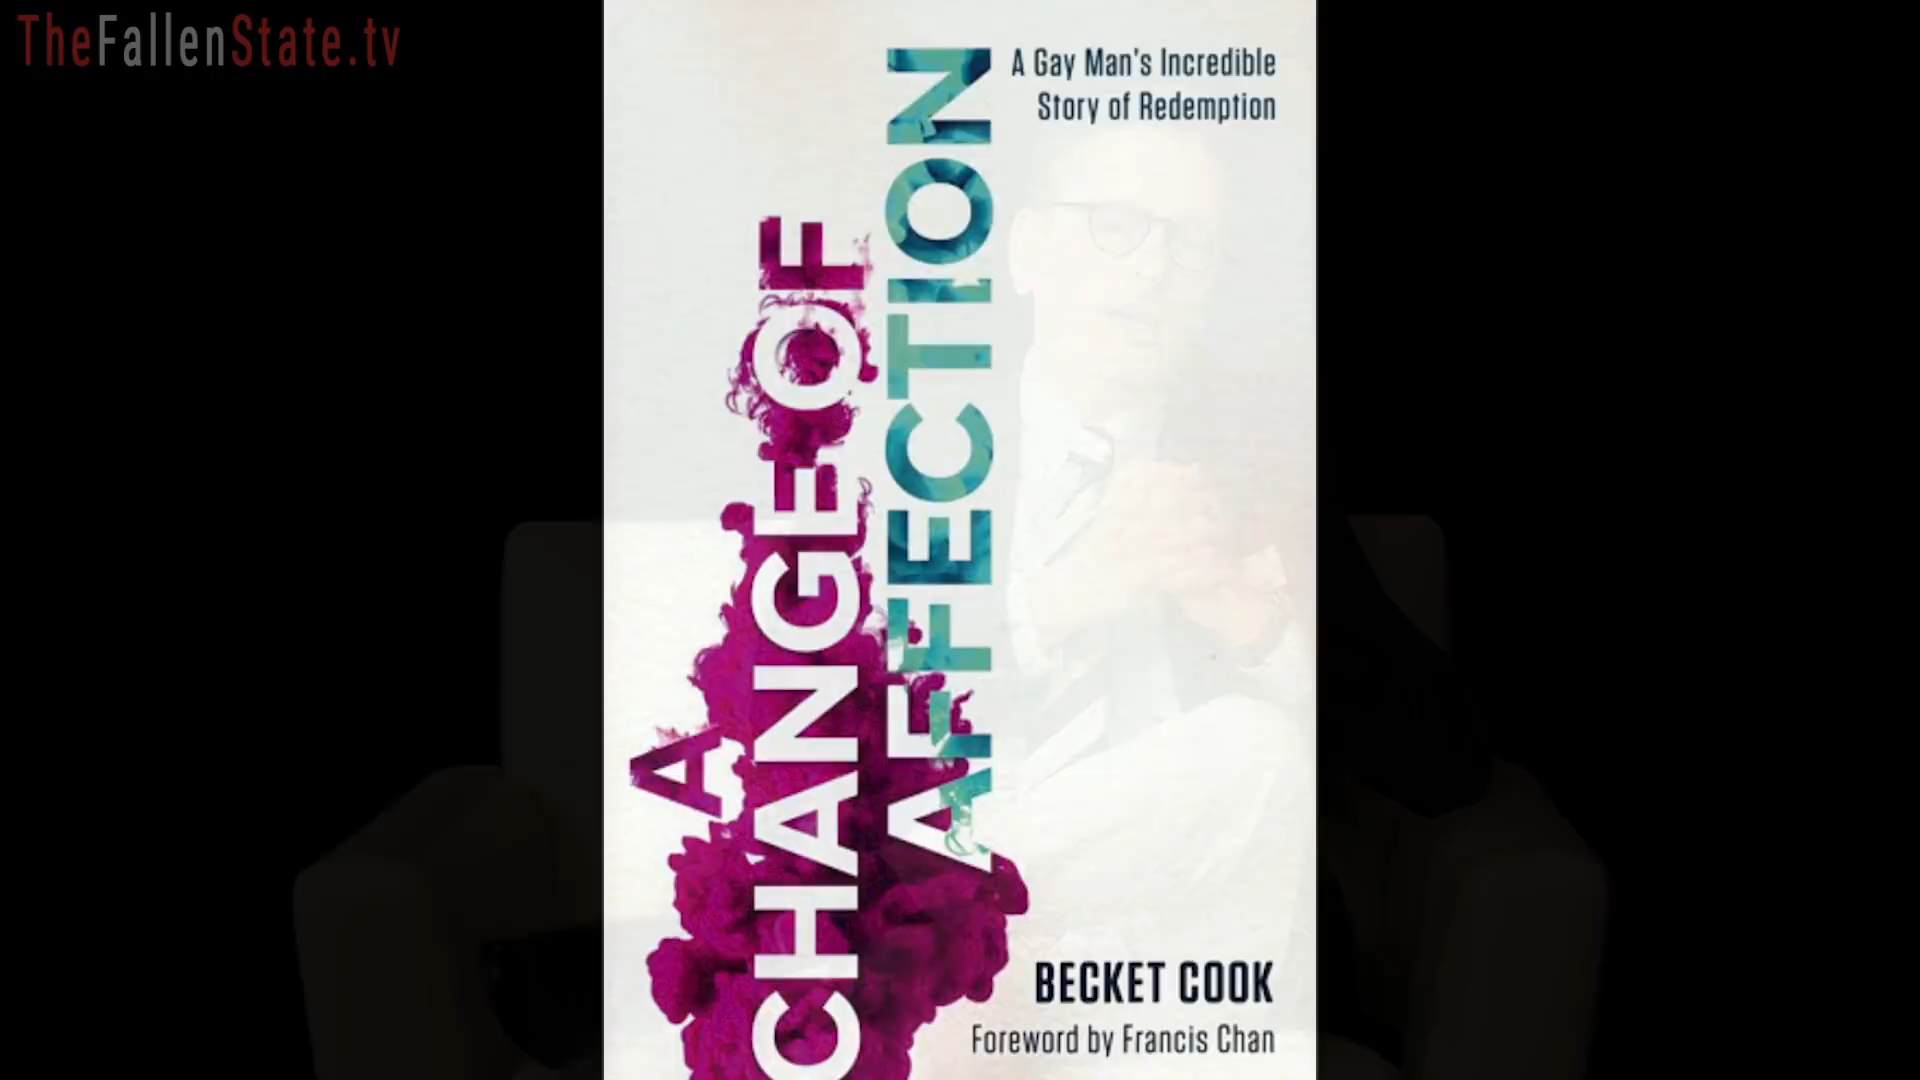 TheFallenState.tv
A Gay Man's Incredible
Story of Redemption
A
CHANGE OF
AFFECTION
BECKET COOK
Foreword by Francis Chan